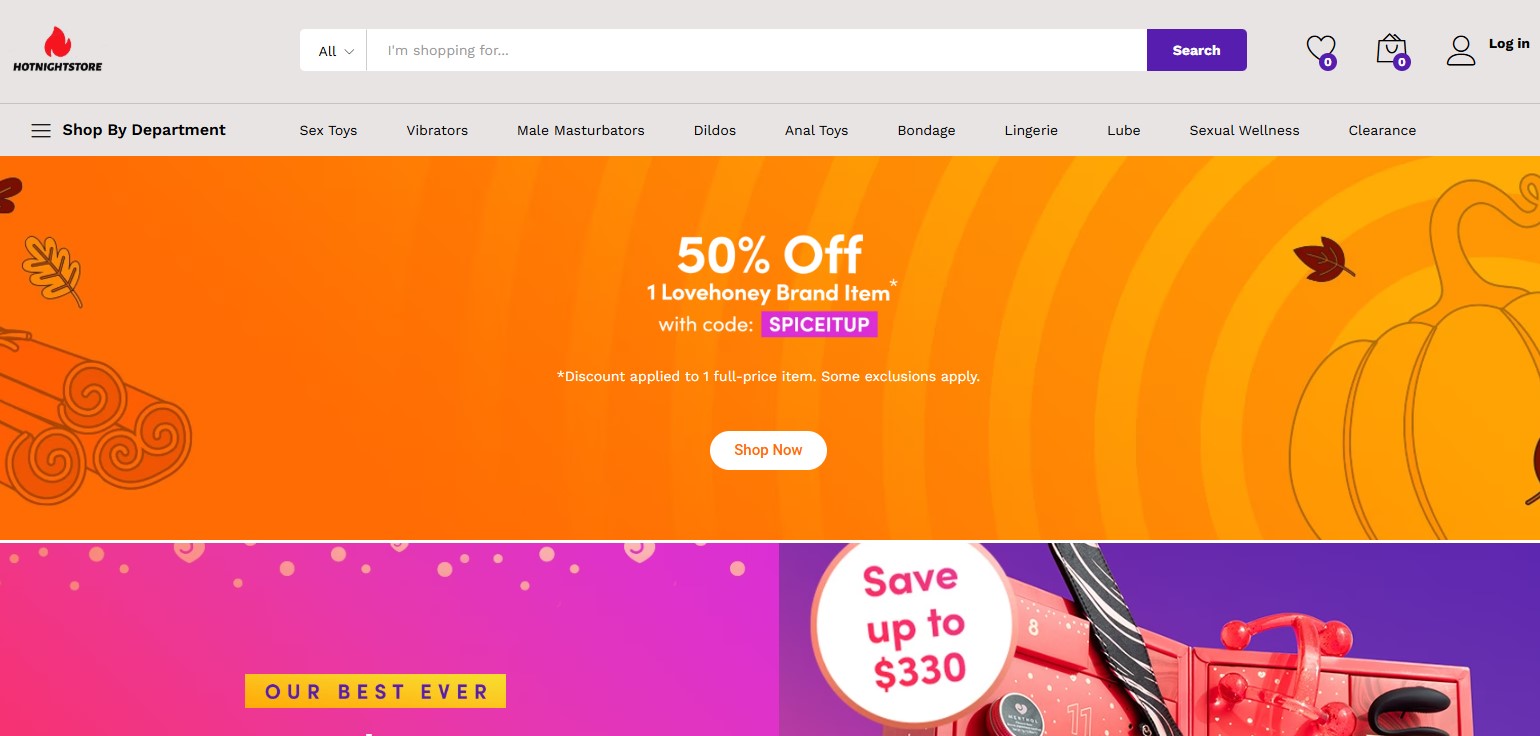 HOTNIGHTSTORE
All
I'm shopping for...
Search
0
0
Log in
Shop By Department
Sex Toys
Vibrators
Male Masturbators
Dildos
Anal Toys
Bondage
Lingerie
Lube
Sexual Wellness
Clearance
50% Off
1 Lovehoney Brand Item*
with code: SPICEITUP
*Discount applied to 1 full-price item. Some exclusions apply.
Shop Now
OUR BEST EVER
Save
up to
$330
8
11